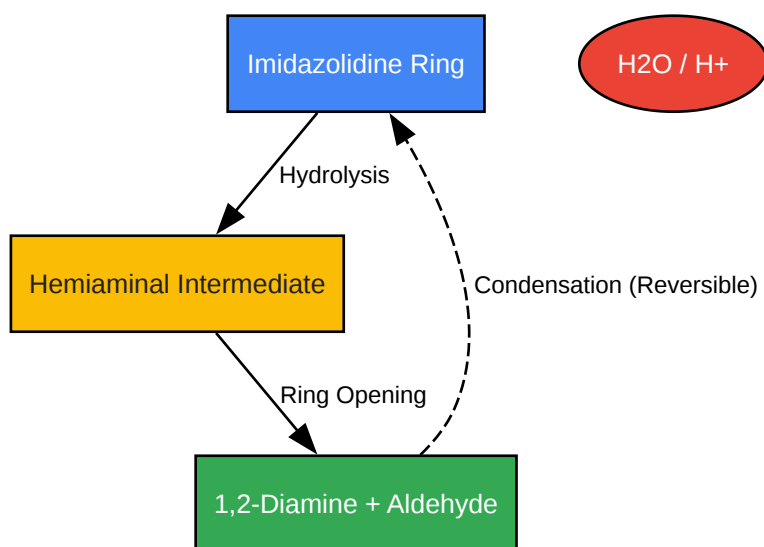 Imidazolidine Ring
H2O / H+
Hydrolysis
Hemiaminal Intermediate
Condensation (Reversible)
Ring Opening
1,2-Diamine + Aldehyde